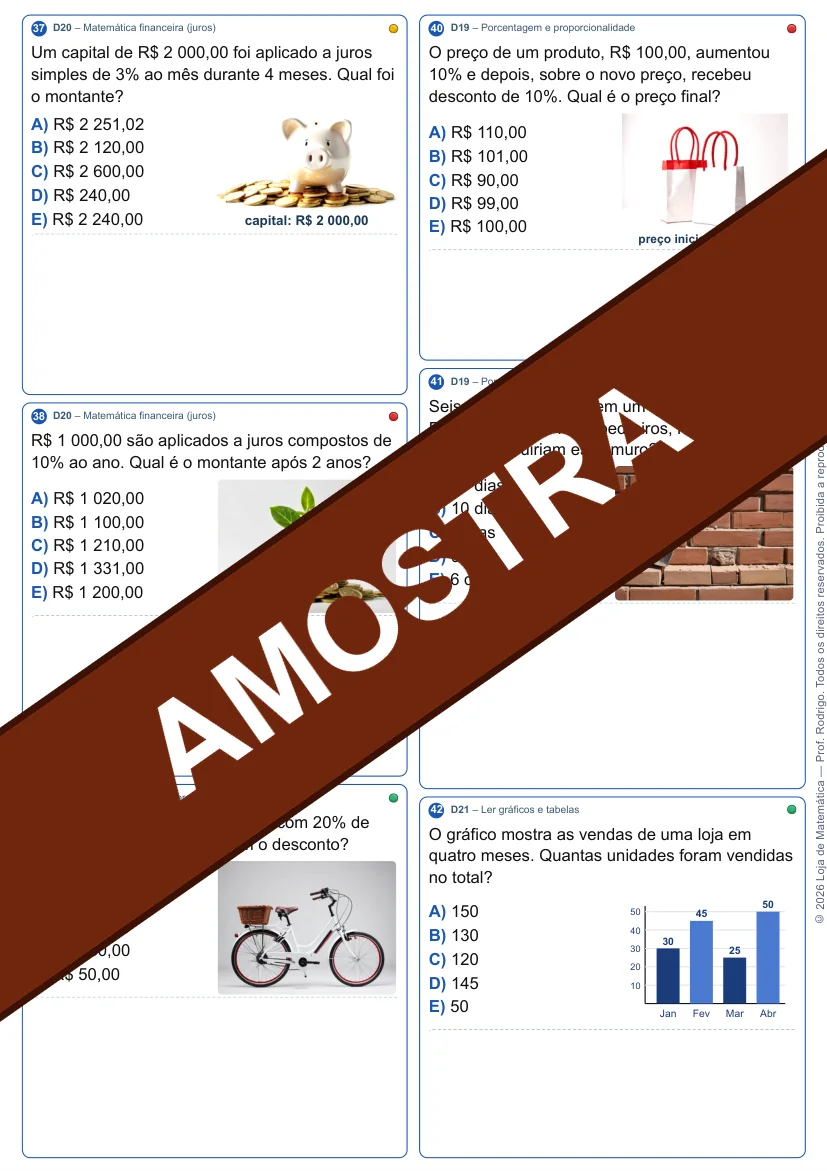 37 D20 – Matemática financeira (juros)
Um capital de R$ 2 000,00 foi aplicado a juros
simples de 3% ao mês durante 4 meses. Qual foi
o montante?
A) R$ 2 251,02
B) R$ 2 120,00
C) R$ 2 600,00
D) R$ 240,00
E) R$ 2 240,00
capital: R$ 2 000,00
38 D20 – Matemática financeira (juros)
R$ 1 000,00 são aplicados a juros compostos de
10% ao ano. Qual é o montante após 2 anos?
A) R$ 1 020,00
B) R$ 1 100,00
C) R$ 1 210,00
D) R$ 1 331,00
E) R$ 1 200,00
com 20% de
o desconto?
R$ 50,00
40 D19 – Porcentagem e proporcionalidade
O preço de um produto, R$ 100,00, aumentou
10% e depois, sobre o novo preço, recebeu
desconto de 10%. Qual é o preço final?
A) R$ 110,00
B) R$ 101,00
C) R$ 90,00
D) R$ 99,00
E) R$ 100,00
preço
41 D19 –
Seis
em um
muro?
dias
10
6
42 D21 – Ler gráficos e tabelas
O gráfico mostra as vendas de uma loja em
quatro meses. Quantas unidades foram vendidas
no total?
A) 150
B) 130
C) 120
D) 145
E) 50
50
40
30
20
10
30
45
25
50
Jan Fev Mar Abr
AMOSTRA
© 2026 Loja de Matemática — Prof. Rodrigo. Todos os direitos reservados. Proibida a